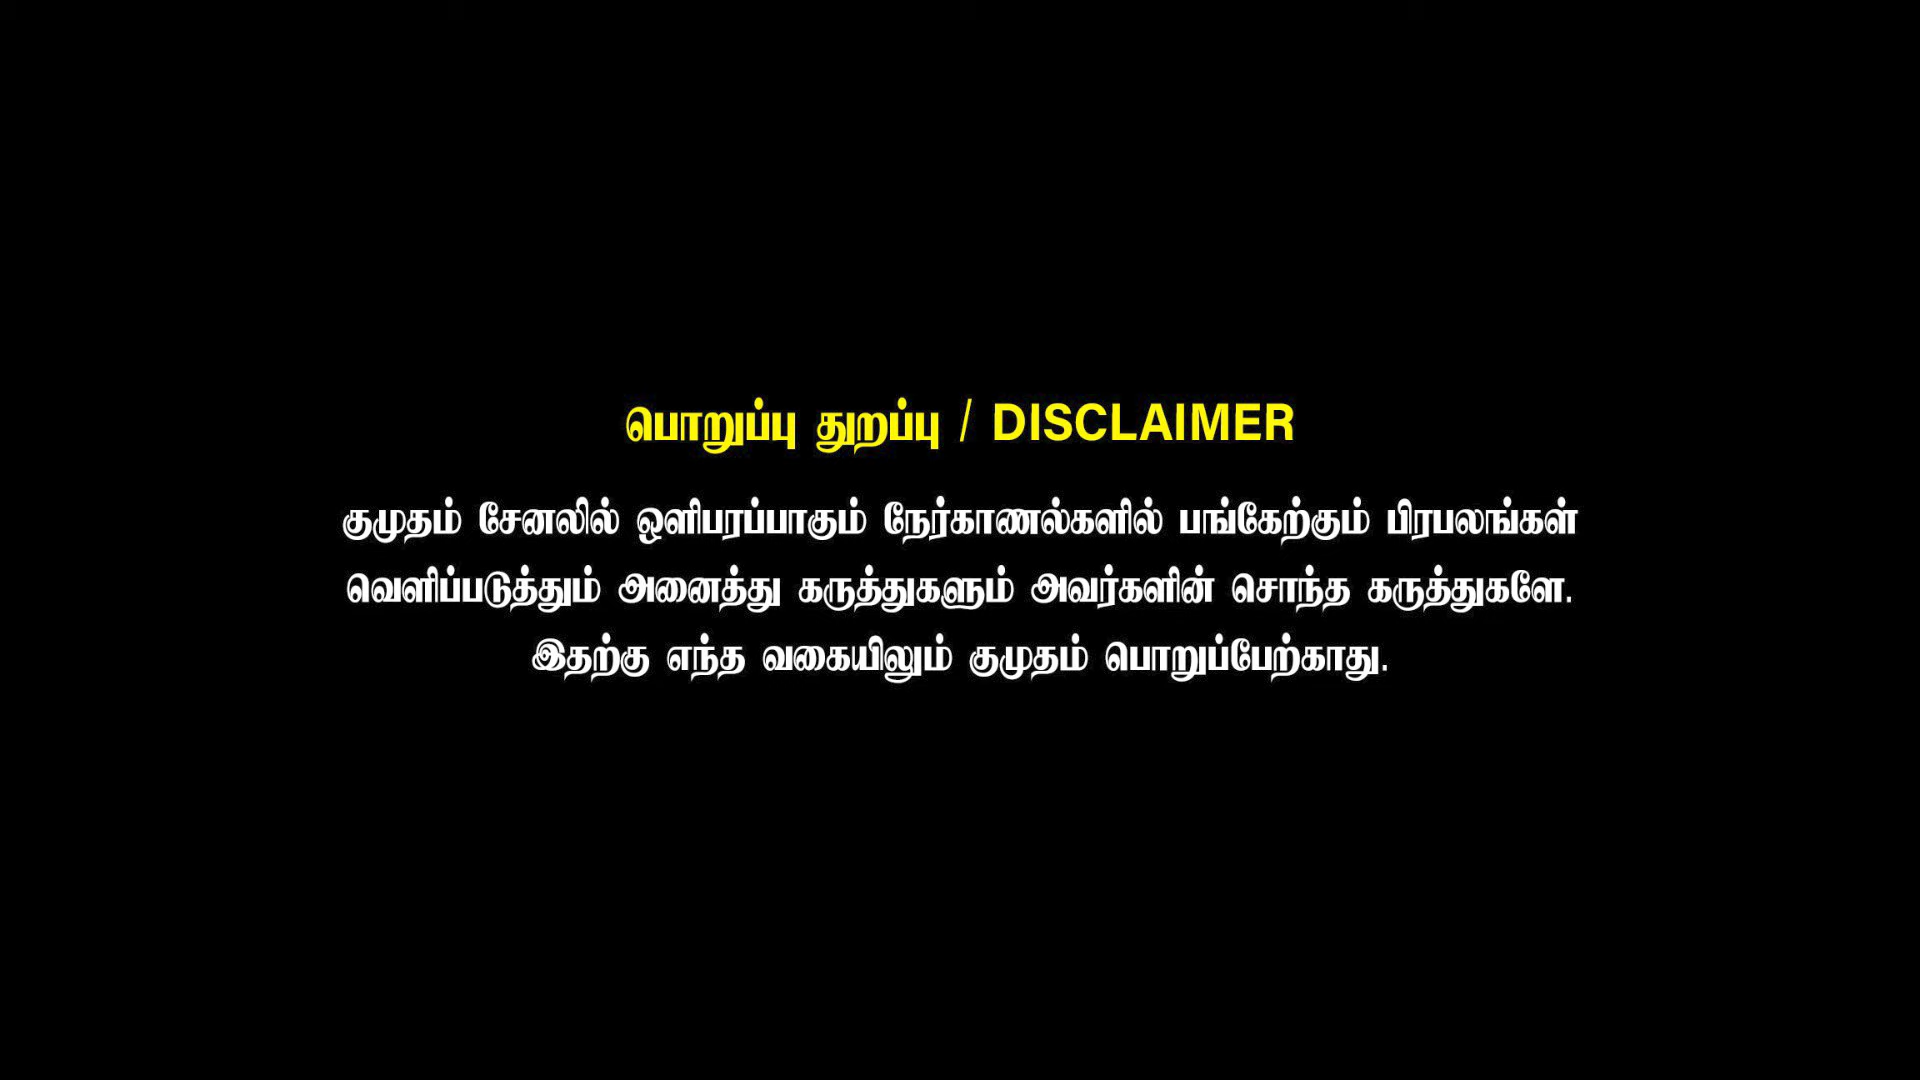 பொறுப்பு துறப்பு / DISCLAIMER
குமுதம் சேனலில் ஒளிபரப்பாகும் நேர்காணல்களில் பங்கேற்கும் பிரபலங்கள்
வெளிப்படுத்தும் அனைத்து கருத்துகளும் அவர்களின் சொந்த கருத்துகளே.
இதற்கு எந்த வகையிலும் குமுதம் பொறுப்பேற்காது.